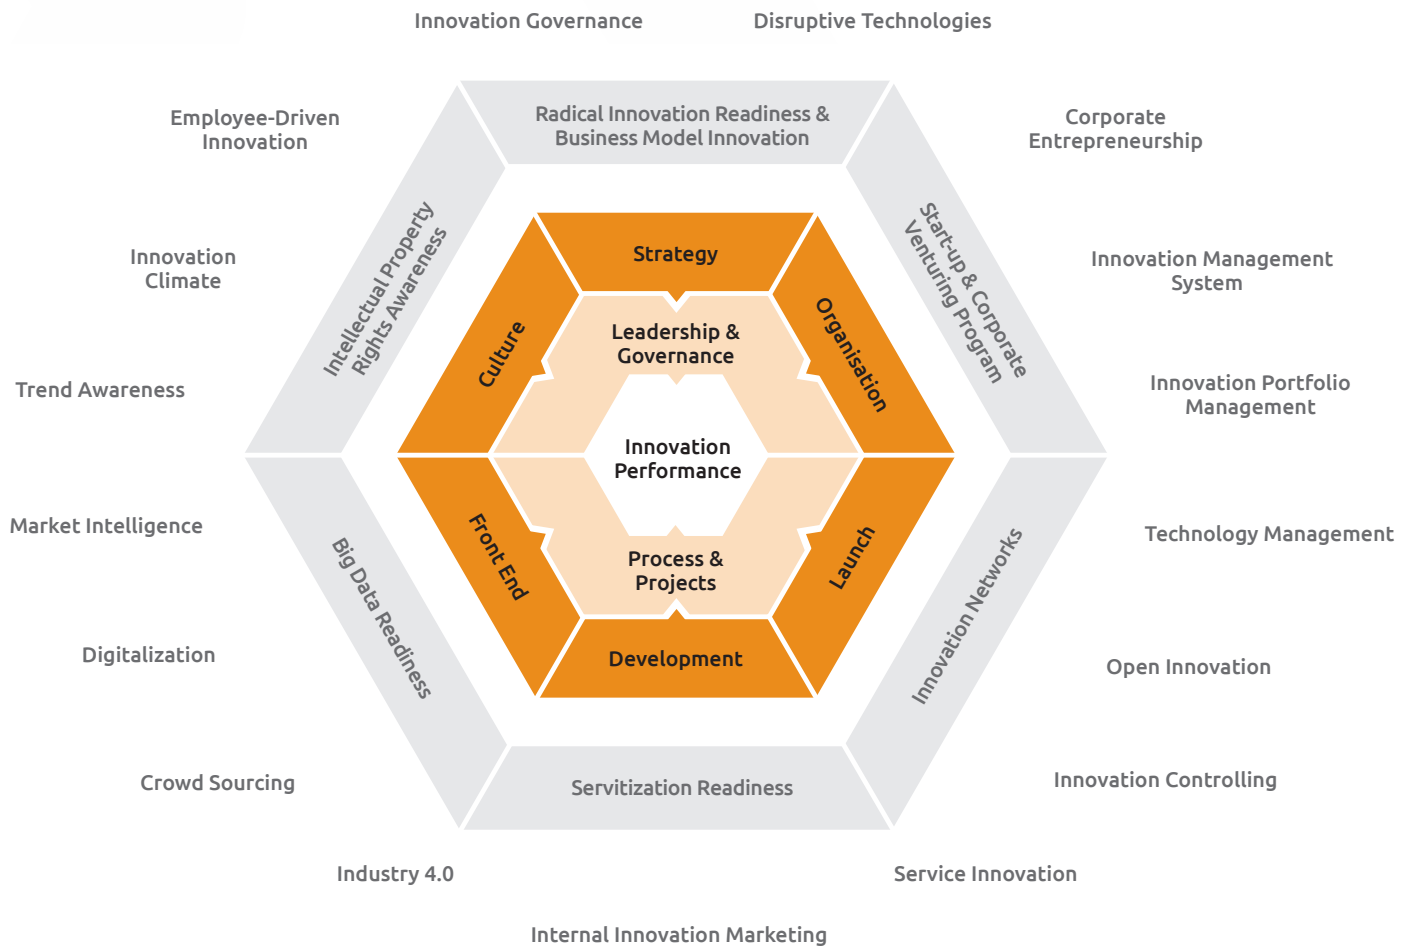 Innovation Governance
Disruptive Technologies
Employee-Driven
Innovation
Radical Innovation Readiness &
Business Model Innovation
Corporate
Entrepreneurship
Intellectual Property
Rights Awareness
Start-up & Corporate
Venturing Program
Innovation
Climate
Strategy
Innovation Management
System
Culture
Leadership &
Governance
Organisation
Trend Awareness
Innovation Portfolio
Management
Innovation
Performance
Market Intelligence
Technology Management
Big Data Readiness
Front End
Process &
Projects
Launch
Innovation Networks
Digitalization
Development
Open Innovation
Crowd Sourcing
Servitization Readiness
Innovation Controlling
Industry 4.0
Service Innovation
Internal Innovation Marketing